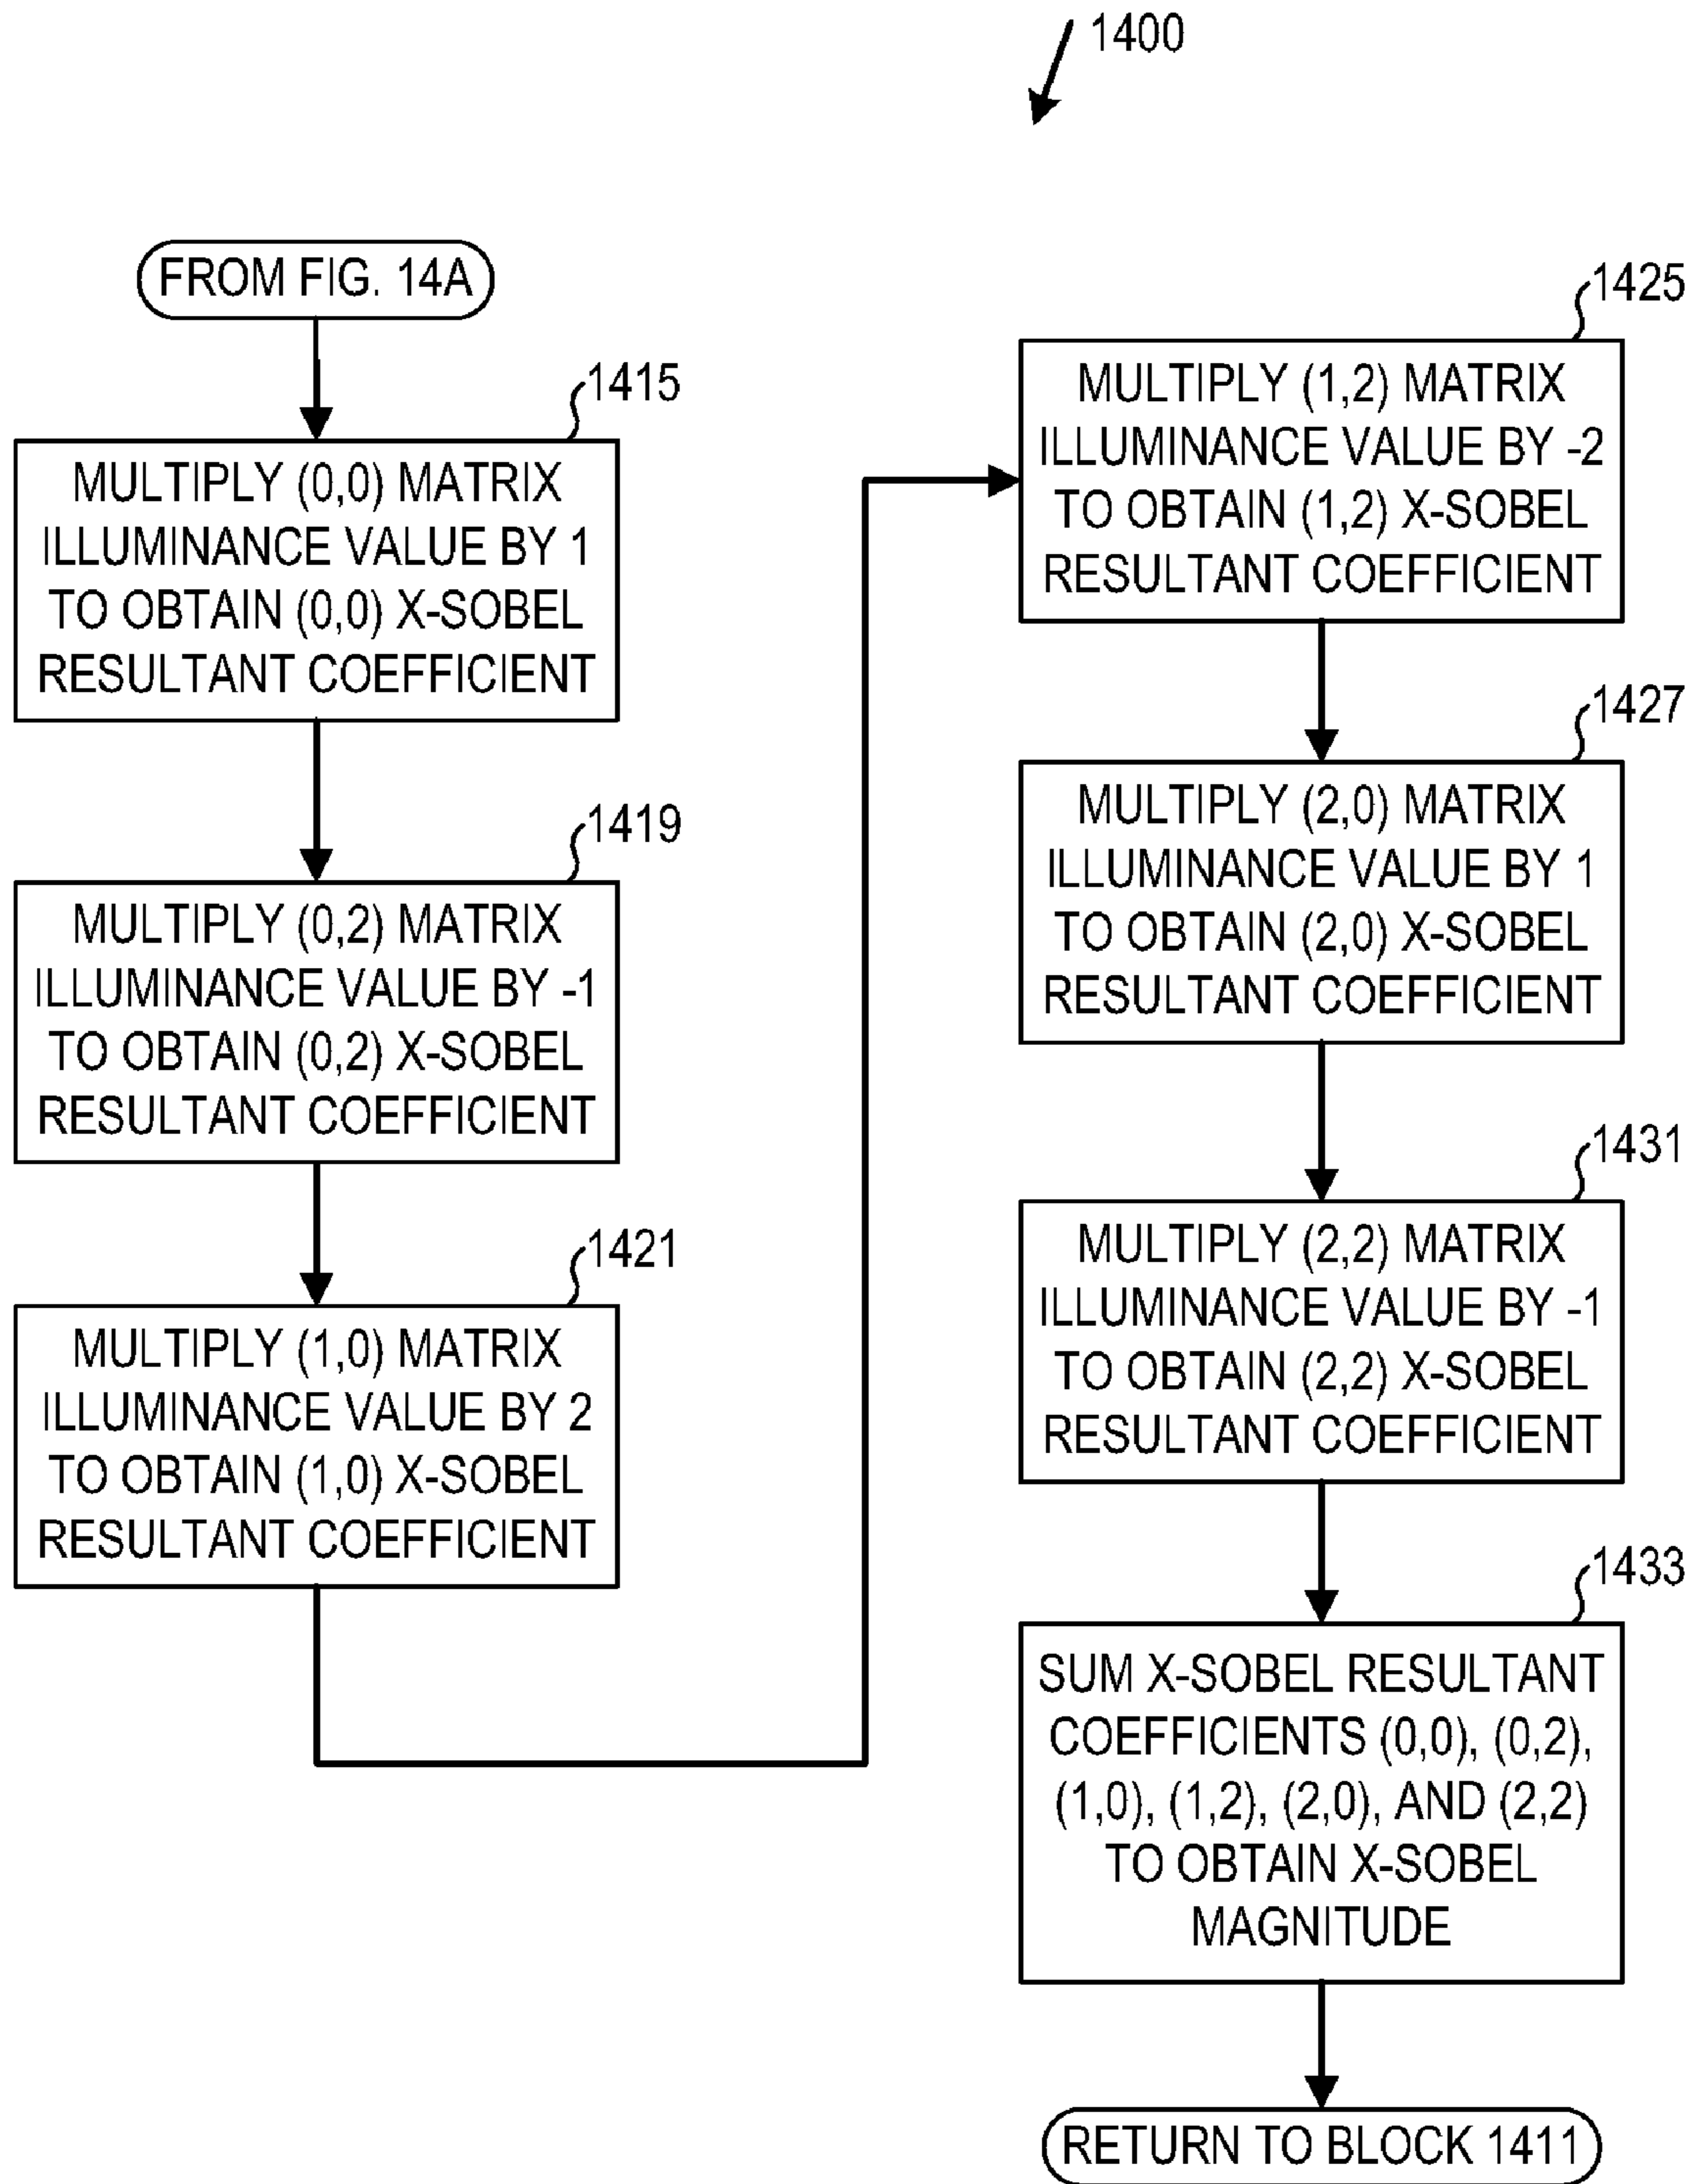 1400
FROM FIG. 14A
1415
MULTIPLY (0,0) MATRIX
ILLUMINANCE VALUE BY 1
TO OBTAIN (0,0) X-SOBEL
RESULTANT COEFFICIENT
1419
MULTIPLY (0,2) MATRIX
ILLUMINANCE VALUE BY -1
TO OBTAIN (0,2) X-SOBEL
RESULTANT COEFFICIENT
1421
MULTIPLY (1,0) MATRIX
ILLUMINANCE VALUE BY 2
TO OBTAIN (1,0) X-SOBEL
RESULTANT COEFFICIENT
1425
MULTIPLY (1,2) MATRIX
ILLUMINANCE VALUE BY -2
TO OBTAIN (1,2) X-SOBEL
RESULTANT COEFFICIENT
1427
MULTIPLY (2,0) MATRIX
ILLUMINANCE VALUE BY 1
TO OBTAIN (2,0) X-SOBEL
RESULTANT COEFFICIENT
1431
MULTIPLY (2,2) MATRIX
ILLUMINANCE VALUE BY -1
TO OBTAIN (2,2) X-SOBEL
RESULTANT COEFFICIENT
1433
SUM X-SOBEL RESULTANT
COEFFICIENTS (0,0), (0,2),
(1,0), (1,2), (2,0), AND (2,2)
TO OBTAIN X-SOBEL
MAGNITUDE
RETURN TO BLOCK 1411